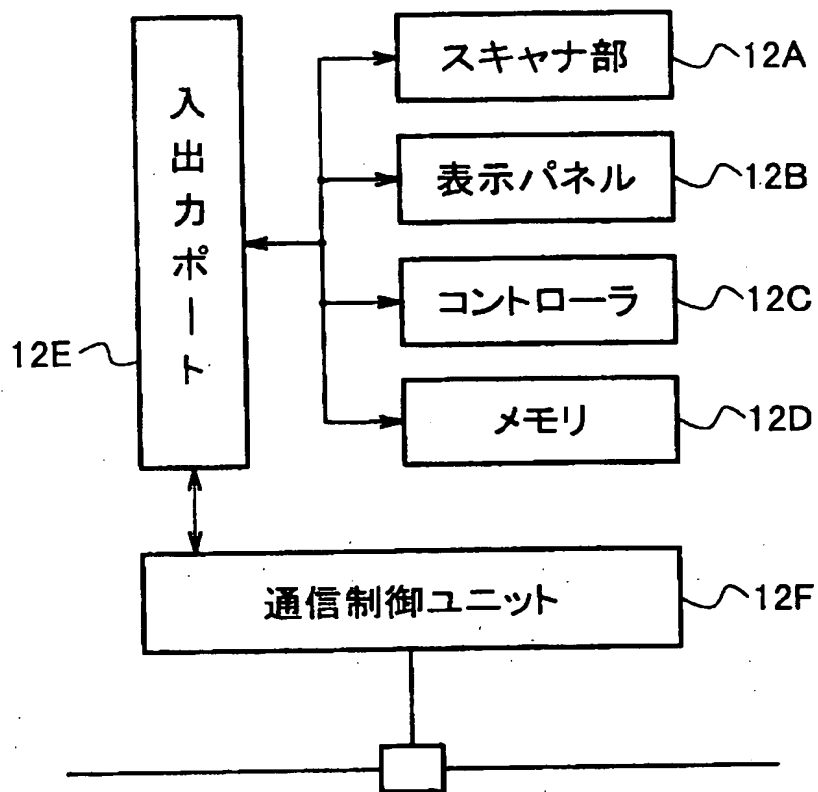 スキャナ部
12A
入出力ポート
表示パネル
12B
コントローラ
12C
12E
メモリ
12D
通信制御ユニット
12F